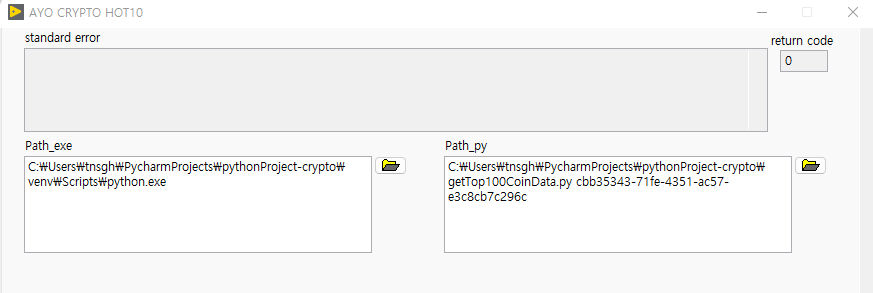 AYO CRYPTO HOT10
standard error
return code
0
Path_exe
C:₩Users₩tnsgh₩PycharmProjects₩pythonProject-crypto₩
venv₩Scripts₩python.exe
Path_py
C:₩Users₩tnsgh₩PycharmProjects₩pythonProject-crypto₩
getTop100CoinData.py cbb35343-71fe-4351-ac57-
e3c8cb7c296c